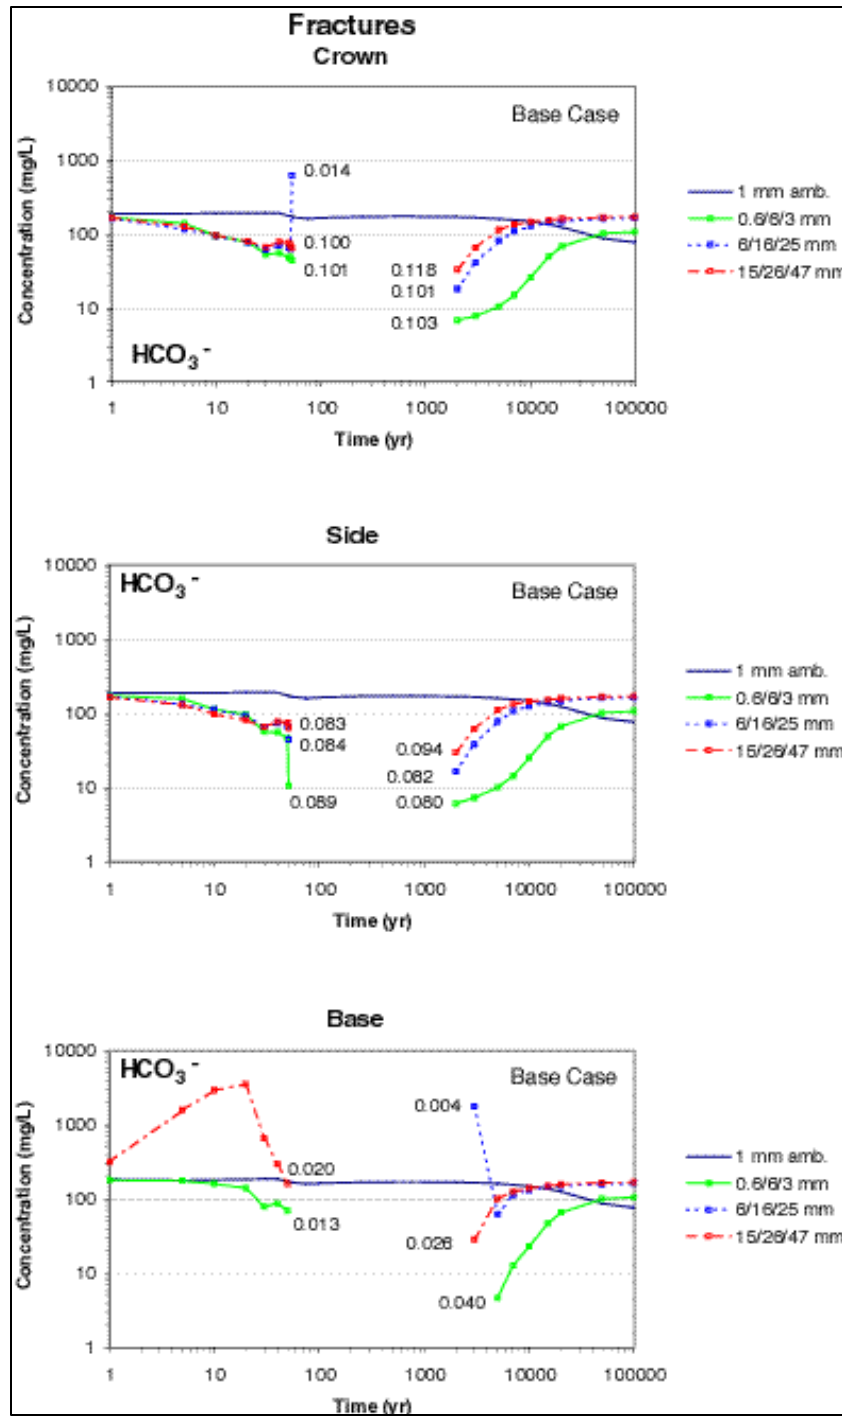 Fractures
Crown
Concentration (mg/L)
10000
1000
100
10
1
Base Case
0.014
0.100
0.101
0.118
0.101
0.103
HCO3-
1 10 100 1000 10000 100000
Time (yr)
1 mm amb.
0.6/6/3 mm
6/16/25 mm
15/26/47 mm
Side
Concentration (mg/L)
10000
1000
100
10
1
HCO3-
Base Case
0.083
0.084
0.089
0.094
0.082
0.080
1 10 100 1000 10000 100000
Time (yr)
1 mm amb.
0.6/6/3 mm
6/16/25 mm
15/26/47 mm
Base
Concentration (mg/L)
10000
1000
100
10
1
HCO3-
Base Case
0.004
0.020
0.013
0.026
0.040
1 10 100 1000 10000 100000
Time (yr)
1 mm amb.
0.6/6/3 mm
6/16/25 mm
15/26/47 mm